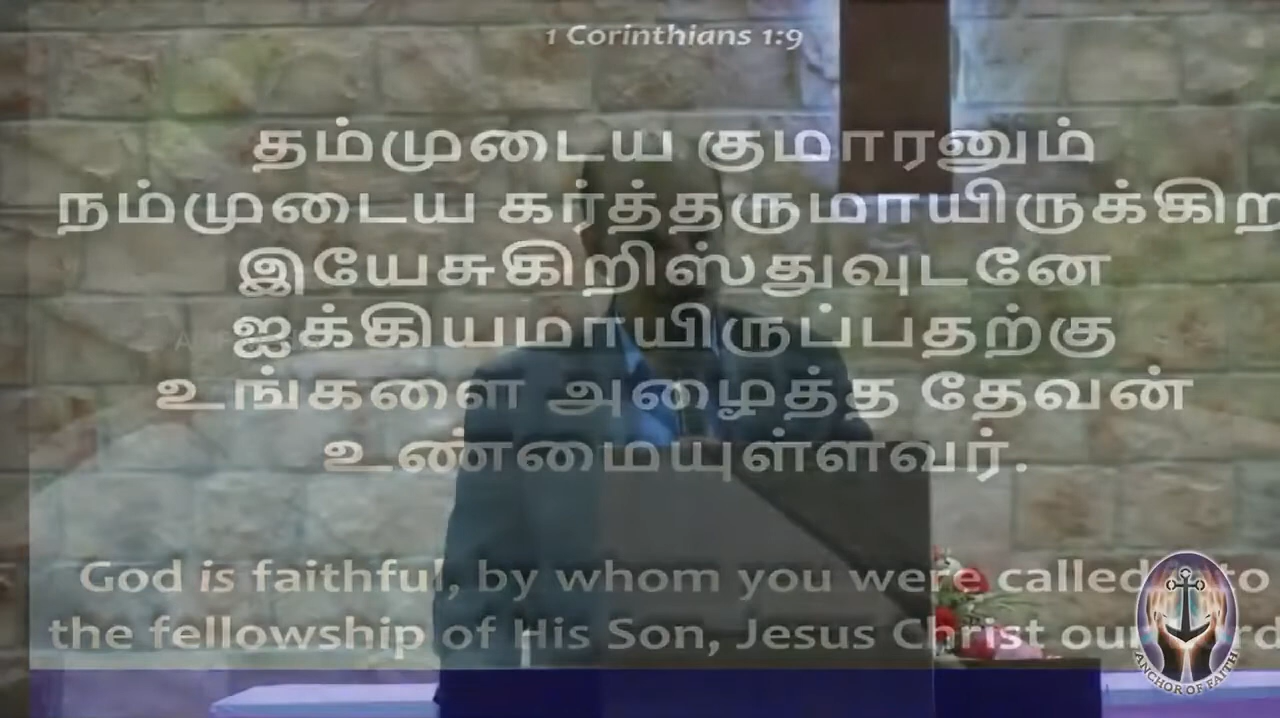 1 Corinthians 1:9
தம்முடைய குமாரனும்
நம்முடைய கர்த்தருமாயிருக்கிற
இயேசுகிறிஸ்துவுடனே
ஐக்கியமாயிருப்பதற்கு
உங்களை அழைத்த தேவன்
உண்மையுள்ளவர்.
God is faithful, by whom you were called to
the fellowship of His Son, Jesus Christ our
ANCHOR OF FAITH